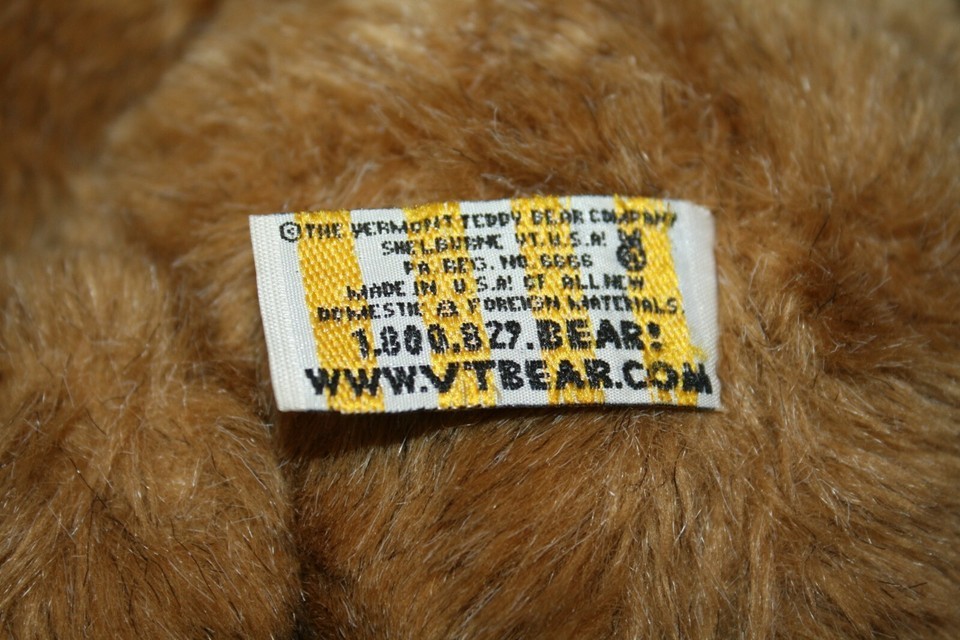 ©THE VERMONT TEDDY BEAR COMPANY
SHELBURNE VT. U.S.A!
PA REG. NO 6666
MADE IN U.S.A! OF ALL NEW
DOMESTIC & FOREIGN MATERIALS.
1.800.829.BEAR!
WWW.VTBEAR.COM